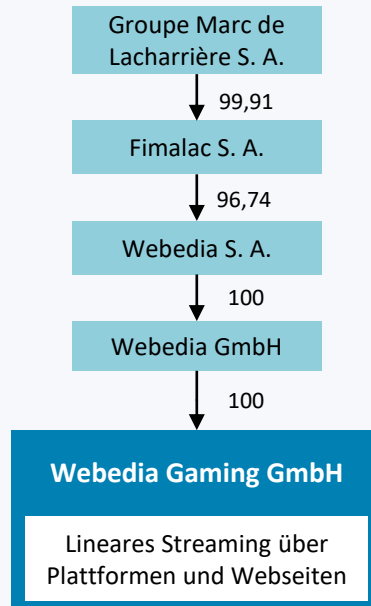 Groupe Marc de
Lacharrière S. A.
99,91
Fimalac S. A.
96,74
Webedia S. A.
100
Webedia GmbH
100
Webedia Gaming GmbH
Lineares Streaming über
Plattformen und Webseiten